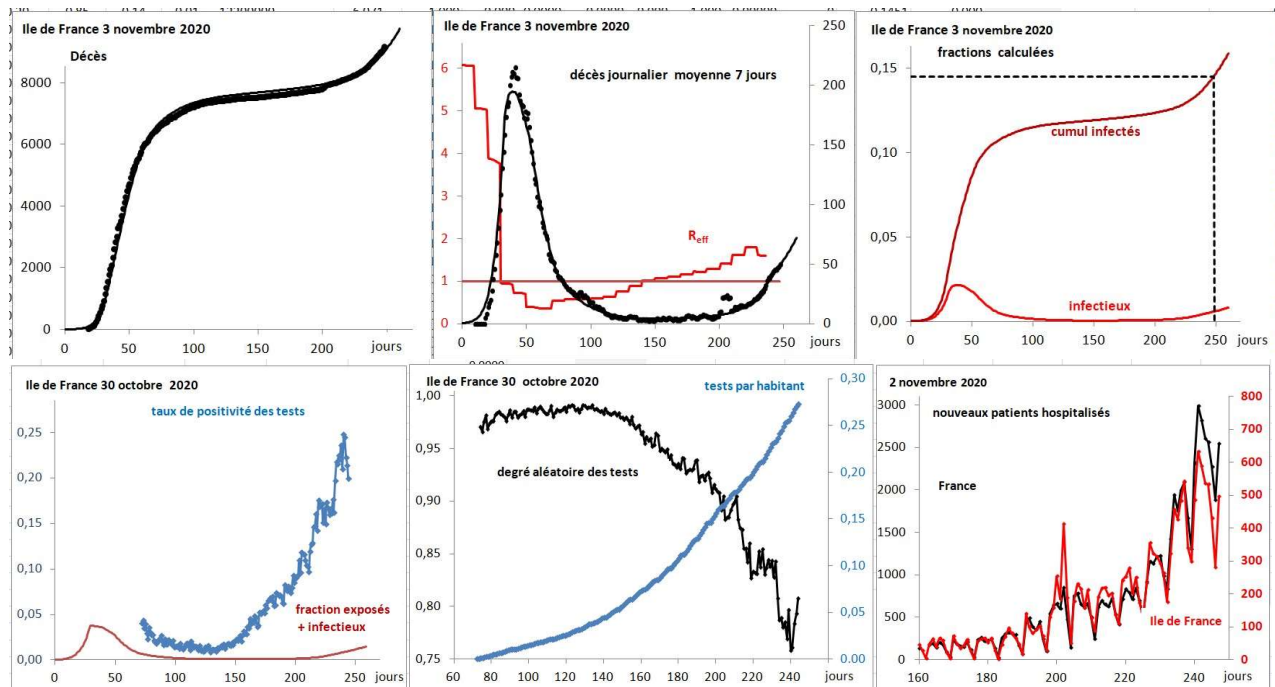 Ile de France 3 novembre 2020
Décès
8000
6000
4000
2000
0
0 50 100 150 200 250
jours
Ile de France 3 novembre 2020
décès journalier moyenne 7 jours
6
5
4
3
2
1
0
R eff
250
200
150
100
50
0
0 50 100 150 200 250
jours
Ile de France 3 novembre 2020
fractions calculées
0,15
0,10
0,05
0,00
cumul infectés
infectieux
0 50 100 150 200 250
jours
0.0000
Ile de France 30 octobre 2020
taux de positivité des tests
0,25
0,20
0,15
0,10
0,05
0,00
fraction exposés
+ infectieux
0 50 100 150 200 250
jours
Ile de France 30 octobre 2020
tests par habitant
degré aléatoire des tests
1,00
0,95
0,90
0,85
0,80
0,75
0,30
0,25
0,20
0,15
0,10
0,05
0.00
60 80 100 120 140 160 180 200 220 240
jours
2 novembre 2020
nouveaux patients hospitalisés
France
Ile de France
3000
2500
2000
1500
1000
500
0
800
700
600
500
400
300
200
100
0
160 180 200 220 240
jours